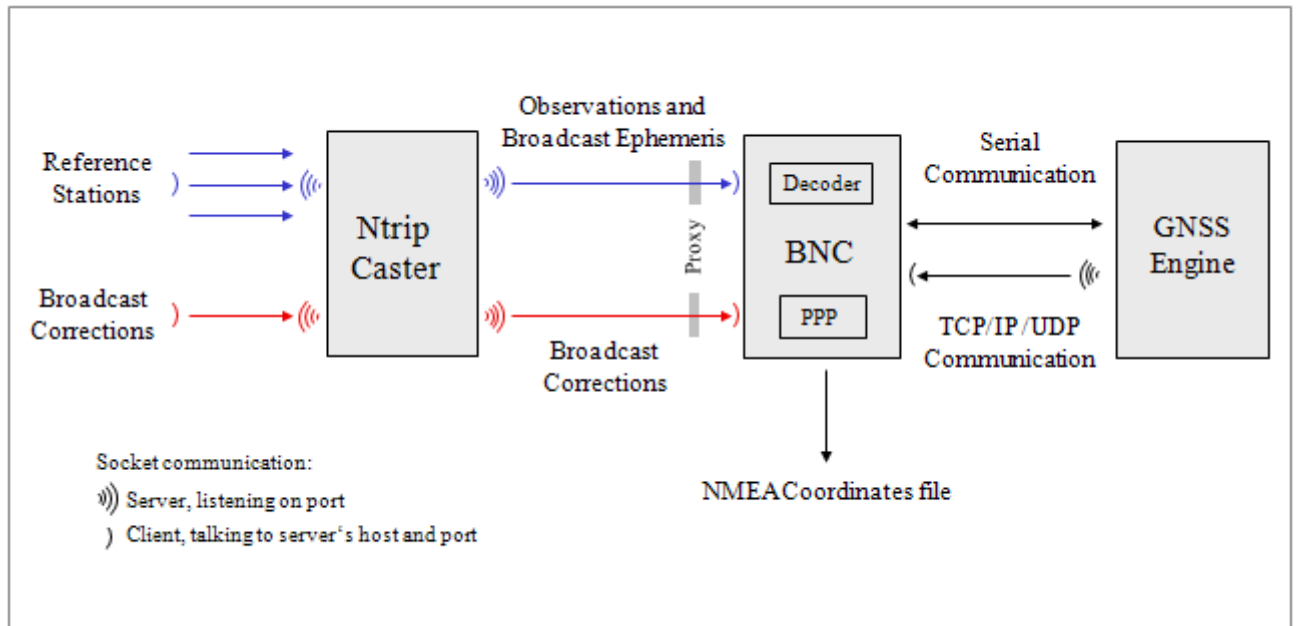 Observations and
Broadcast Ephemeris
Reference
Stations
Broadcast
Corrections
Ntrip
Caster
Proxy
Broadcast
Corrections
Decoder
BNC
PPP
Serial
Communication
TCP/IP /UDP
Communication
GNSS
Engine
NMEA Coordinates file
Socket communication:
Server, listening on port
Client, talking to server‘s host and port